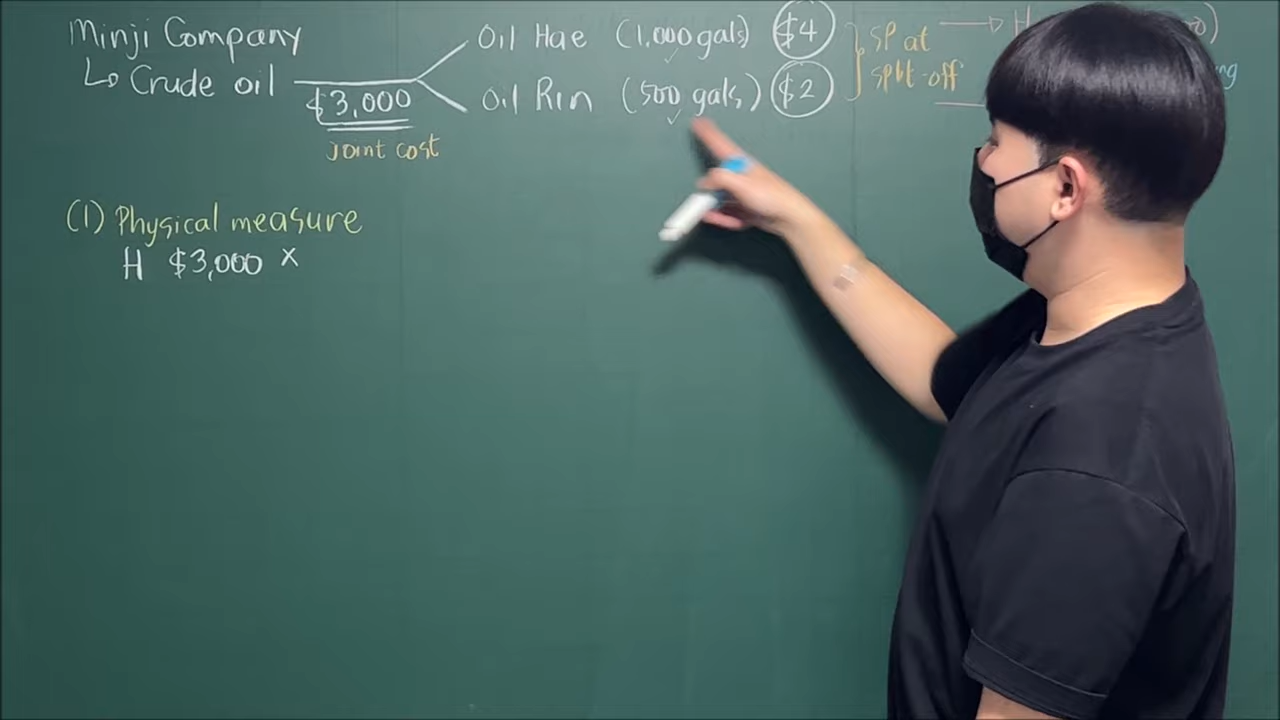 Minji Company
↳ Crude oil
$3,000
joint cost
Oil Hae (1,000 gals) $4
Oil Rin (500 gals) $2
SP at
split-off
(1) Physical measure
H $3,000 x